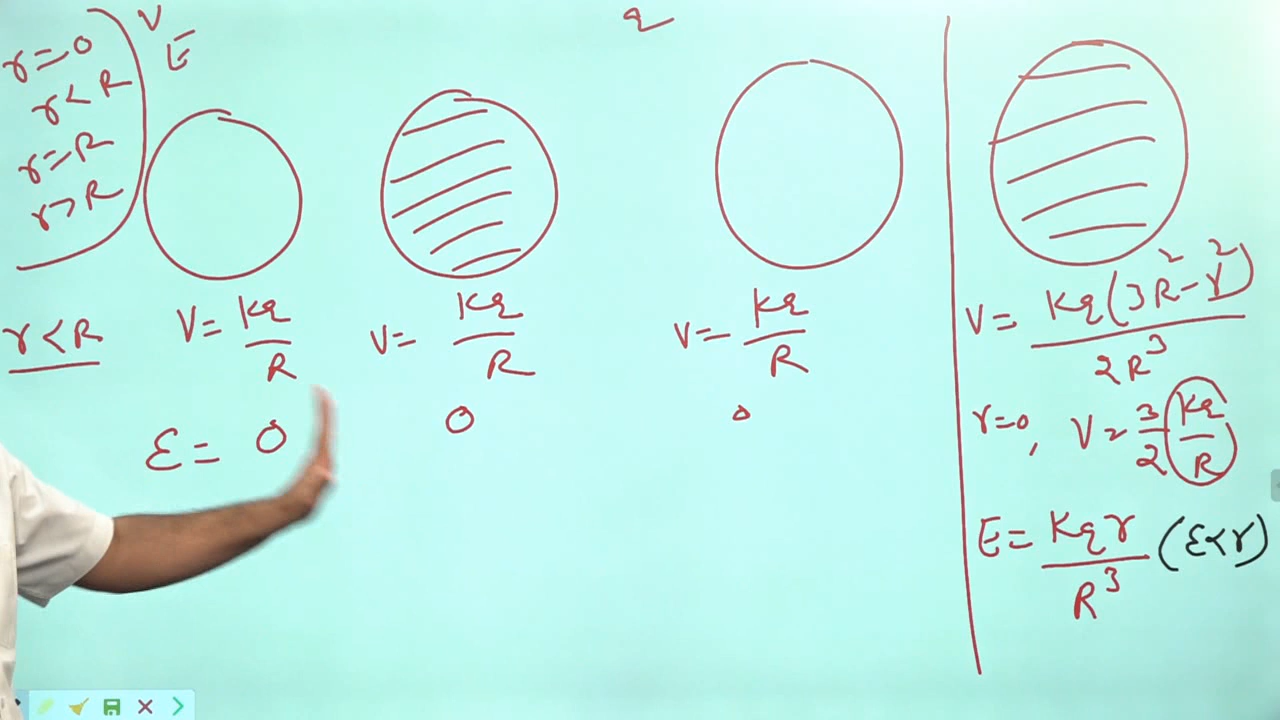 r=0
r<R
r=R
r>R
V
E
q
r<R
V= Kq/R
V= Kq/R
V= Kq/R
V= Kq(3R²-r²)/2R³
E= 0
0
0
r=0, V= 3/2 Kq/R
E= Kqr/R³ (E<r)